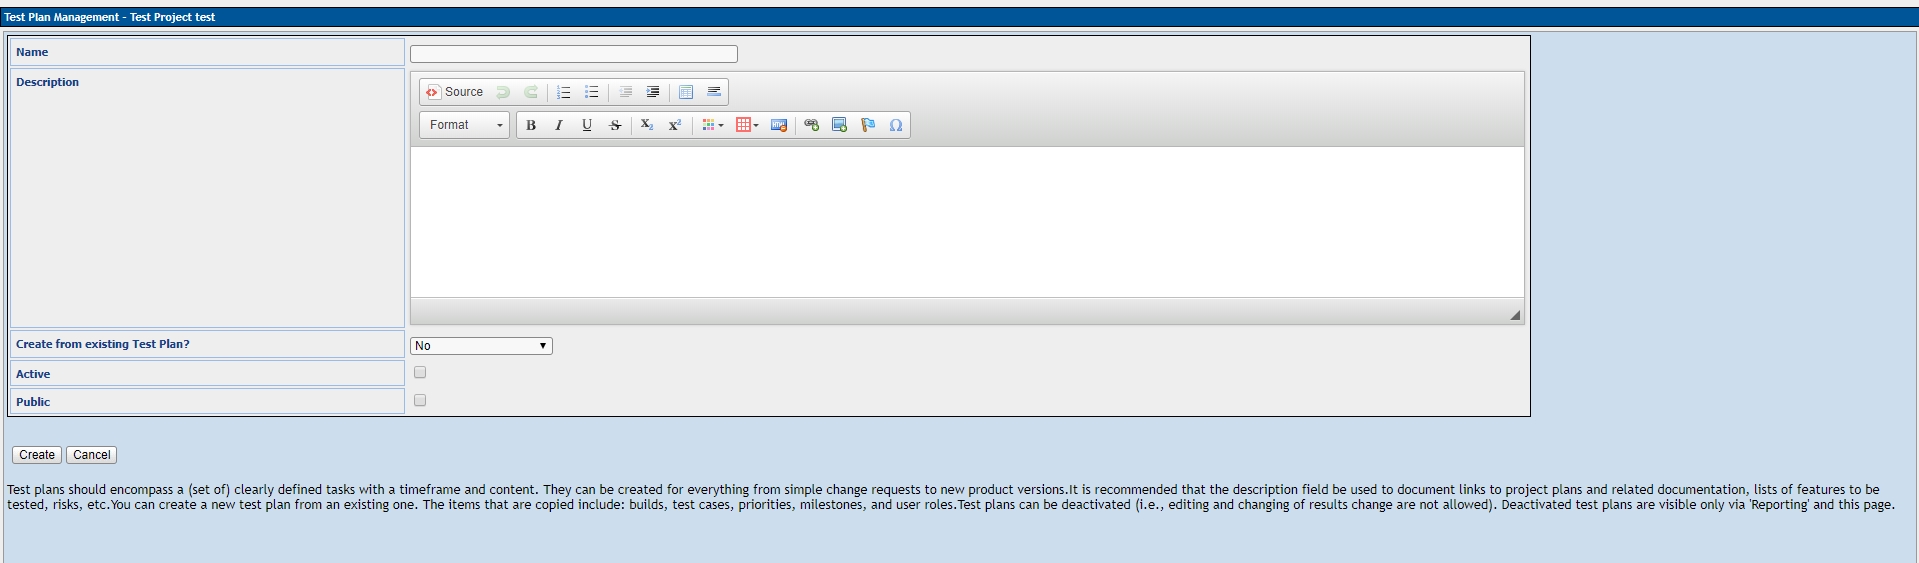 Test Plan Management - Test Project test
Name
Description
Source
Format
B I U S X2 X2
Ω
Create from existing Test Plan?
No
Active
Public
Create Cancel
Test plans should encompass a (set of) clearly defined tasks with a timeframe and content. They can be created for everything from simple change requests to new product versions.It is recommended that the description field be used to document links to project plans and related documentation, lists of features to be
tested, risks, etc.You can create a new test plan from an existing one. The items that are copied include: builds, test cases, priorities, milestones, and user roles.Test plans can be deactivated (i.e., editing and changing of results change are not allowed). Deactivated test plans are visible only via 'Reporting' and this page.